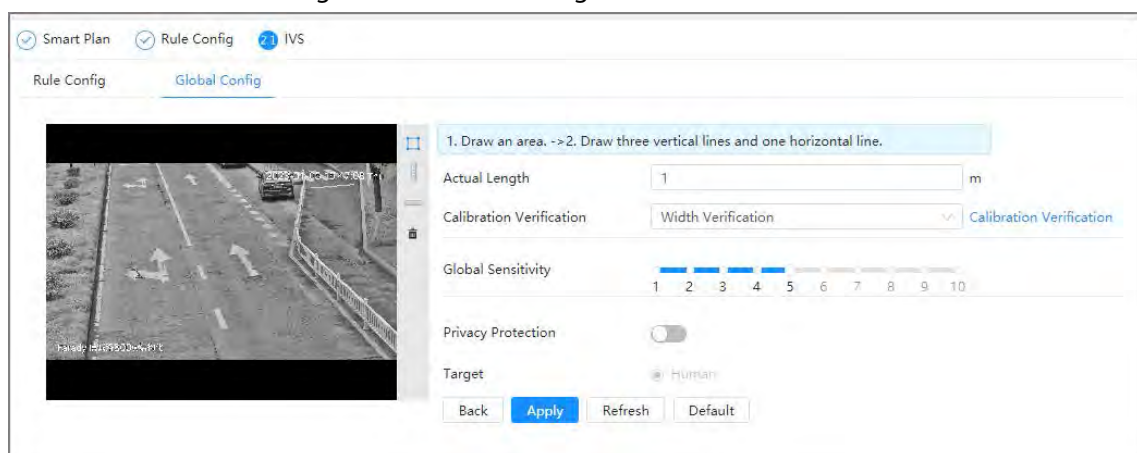 Smart Plan Rule Config 21 IVS
Rule Config Global Config
1. Draw an area. ->2. Draw three vertical lines and one horizontal line.
Actual Length 1 m
Calibration Verification Width Verification Calibration Verification
Global Sensitivity
1 2 3 4 5 6 7 8 9 10
Privacy Protection
Target Human
Back Apply Refresh Default